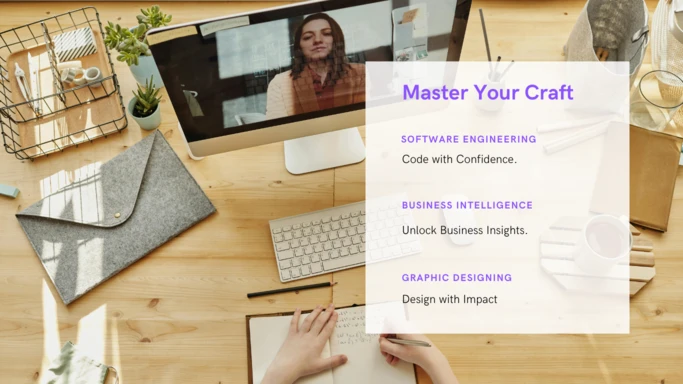 Master Your Craft
SOFTWARE ENGINEERING
Code with Confidence.
BUSINESS INTELLIGENCE
Unlock Business Insights.
GRAPHIC DESIGNING
Design with Impact